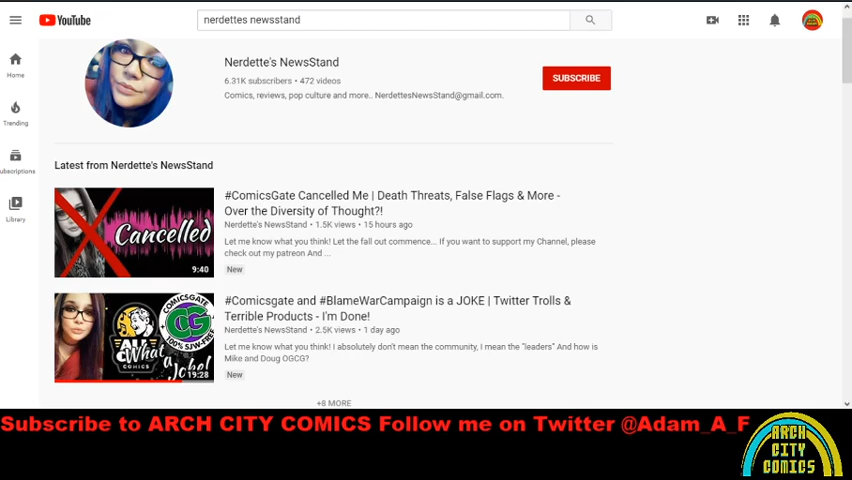 YouTube
nerdettes newsstand
Home
Trending
Subscriptions
Library
Nerdette's NewsStand
6.31K subscribers • 472 videos
Comics, reviews, pop culture and more.. NerdettesNewsStand@gmail.com.
SUBSCRIBE
Latest from Nerdette's NewsStand
Cancelled
9:40
#ComicsGate Cancelled Me | Death Threats, False Flags & More -
Over the Diversity of Thought?!
Nerdette's NewsStand • 1.5K views • 15 hours ago
Let me know what you think! Let the fall out commence... If you want to support my Channel, please
check out my patreon And ...
New
ALL
COMICS
COMICSGATE
CG
100% SJW-FREE
What
a Joke!
19:28
#Comicsgate and #BlameWarCampaign is a JOKE | Twitter Trolls &
Terrible Products - I'm Done!
Nerdette's NewsStand • 2.5K views • 1 day ago
Let me know what you think! I absolutely don't mean the community, I mean the "leaders" And how is
Mike and Doug OGCG?
New
+8 MORE
Subscribe to ARCH CITY COMICS Follow me on Twitter @Adam_A_F
ARCH
CITY
COMICS